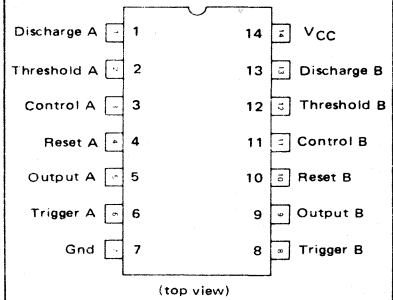 Discharge A 1 14 VCC
Threshold A 2 13 Discharge B
Control A 3 12 Threshold B
Reset A 4 11 Control B
Output A 5 10 Reset B
Trigger A 6 9 Output B
Gnd 7 8 Trigger B
(top view)